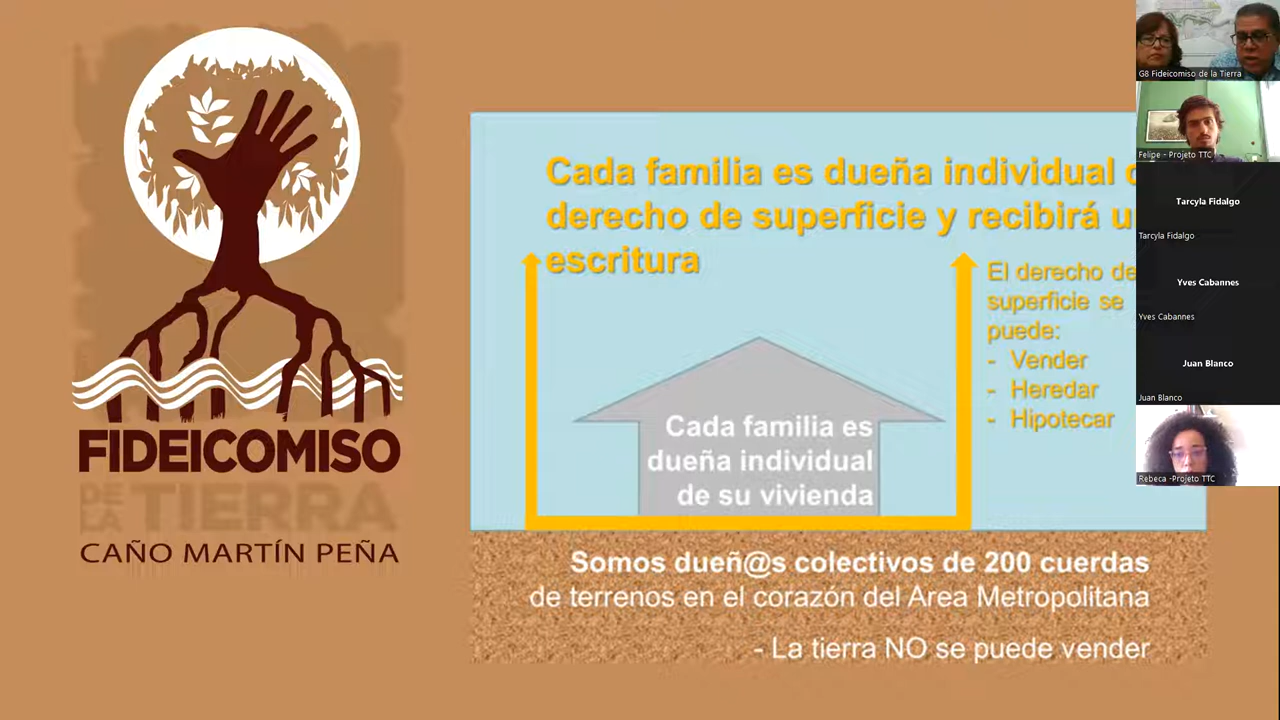 FIDEICOMISO
DE LA TIERRA
CAÑO MARTÍN PEÑA
Cada familia es dueña individual
derecho de superficie y recibirá
escritura
El derecho de
superficie se
puede:
- Vender
- Heredar
- Hipotecar
Cada familia es
dueña individual
de su vivienda
Somos dueñ@s colectivos de 200 cuerdas
de terrenos en el corazón del Area Metropolitana
- La tierra NO se puede vender
G8 Fideicomiso de la Tierra
Felipe - Projeto TTC
Tarcyla Fidalgo
Tarcyla Fidalgo
Yves Cabannes
Yves Cabannes
Juan Blanco
Juan Blanco
Rebeca -Projeto TTC